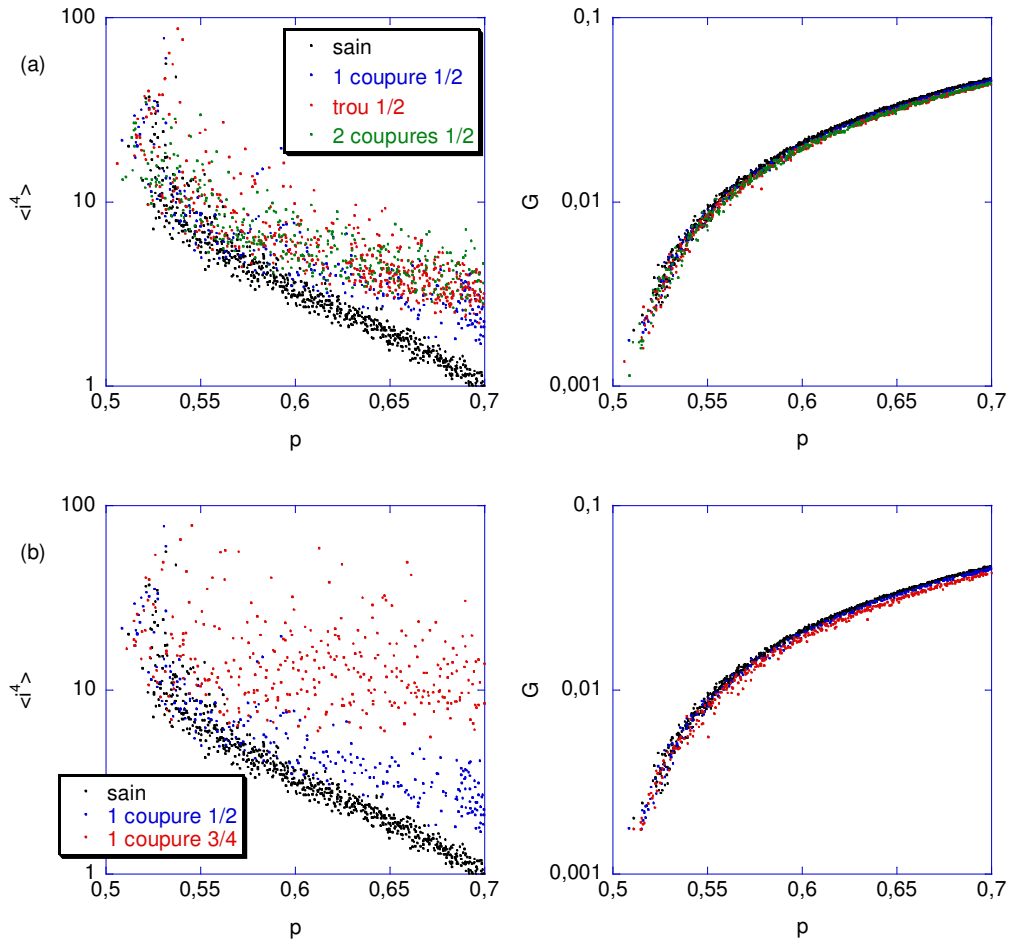 (a)
100
10
1
<i⁴>
sain
1 coupure 1/2
trou 1/2
2 coupures 1/2
0,5 0,55 0,6 0,65 0,7
p
0,1
0,01
0,001
G
0,5 0,55 0,6 0,65 0,7
p
(b)
100
10
1
<i⁴>
sain
1 coupure 1/2
1 coupure 3/4
0,5 0,55 0,6 0,65 0,7
p
0,1
0,01
0,001
G
0,5 0,55 0,6 0,65 0,7
p